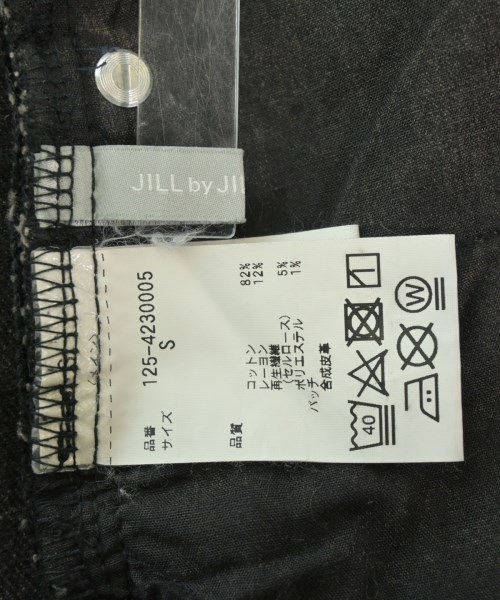 JILL by JIL
品番 125-4230005
サイズ S
品質
コットン 82%
レーヨン 12%
再生繊維
(セルロース) 5%
ポリエステル 1%
パッチ
合成皮革
40
W